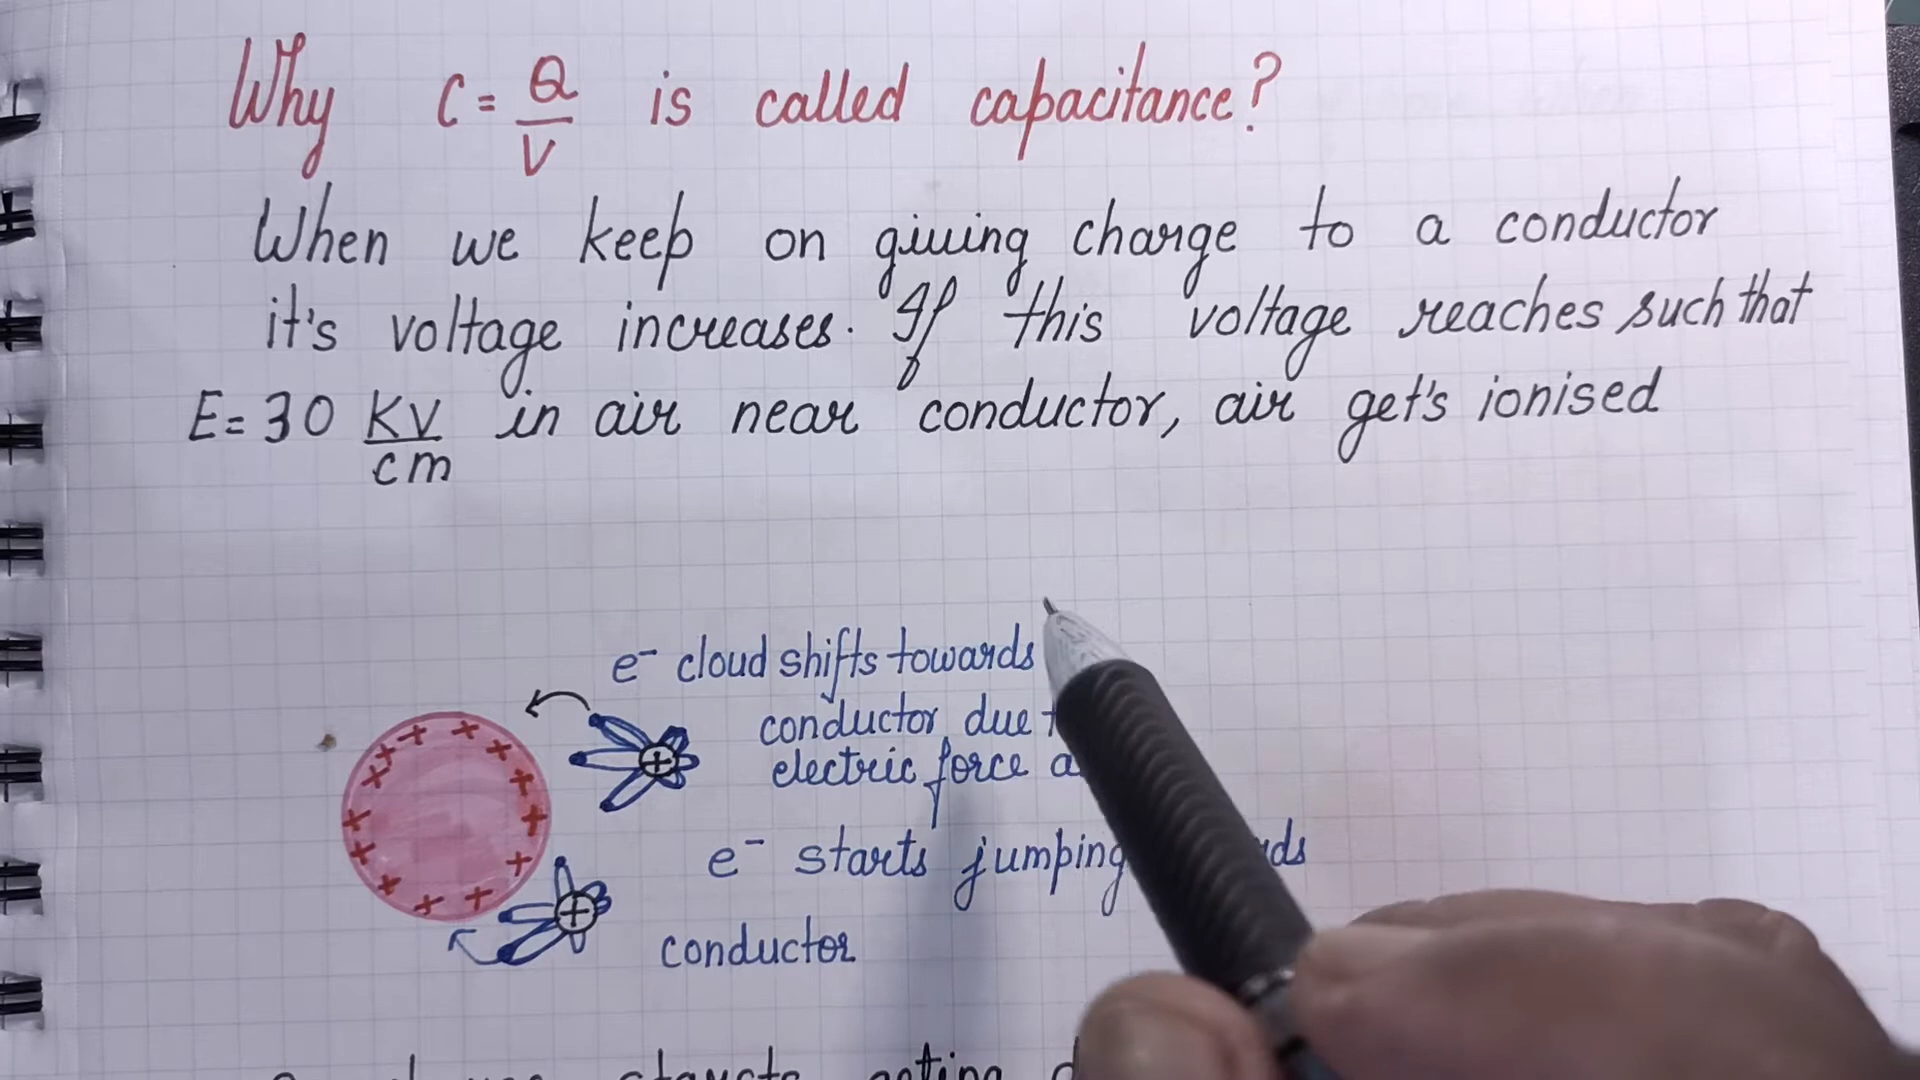 Why C = Q/V is called capacitance?
When we keep on giving charge to a conductor
it's voltage increases. If this voltage reaches such that
E = 30 KV/cm in air near conductor, air get's ionised
e⁻ cloud shifts towards
conductor due
electric force
e⁻ starts jumping
conductor